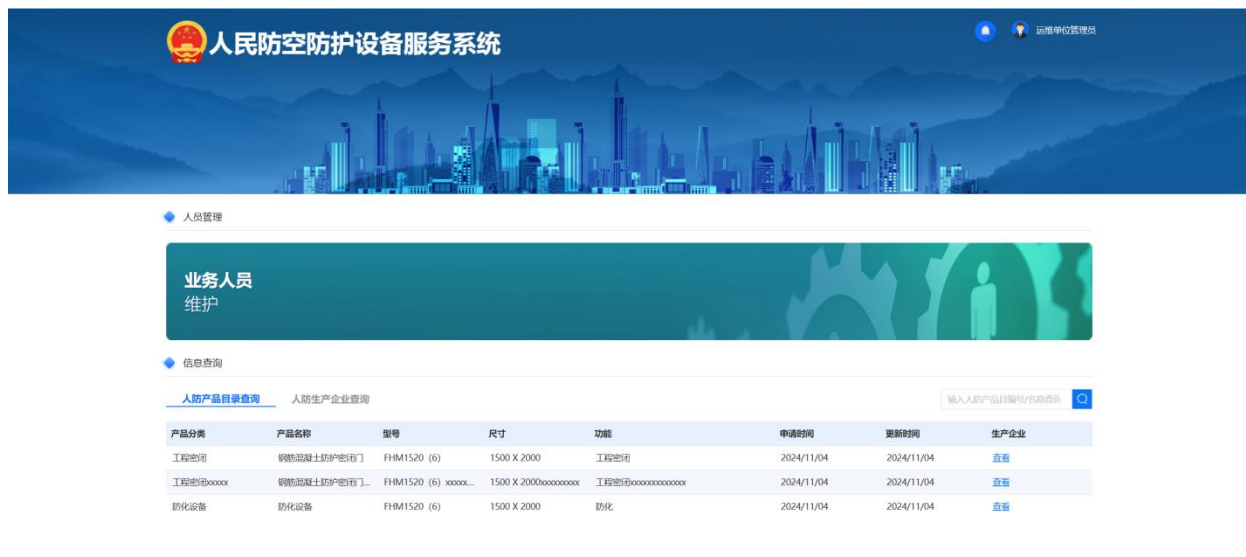 人民防空防护设备服务系统
运维单位管理员
人员管理
业务人员
维护
信息查询
人防产品目录查询 人防生产企业查询 输入人防产品目编号/名称查询
产品分类 产品名称 型号 尺寸 功能 申请时间 更新时间 生产企业
工程密闭 钢筋混凝土防护密闭门 FHM1520 (6) 1500 X 2000 工程密闭 2024/11/04 2024/11/04 查看
工程密闭xxxxx 钢筋混凝土防护密闭门... FHM1520 (6) xxxxx... 1500 X 2000xxxxxxxxx 工程密闭xxxxxxxxxxxxx 2024/11/04 2024/11/04 查看
防化设备 防化设备 FHM1520 (6) 1500 X 2000 防化 2024/11/04 2024/11/04 查看